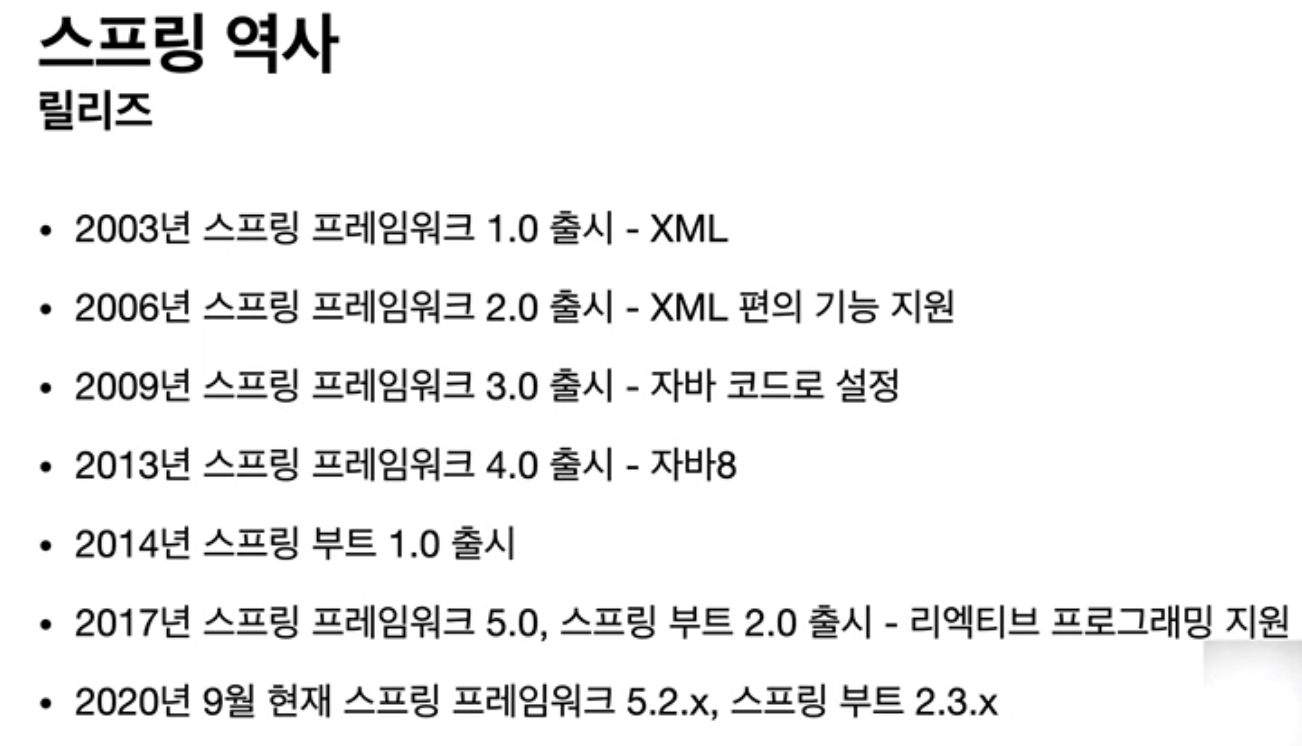 스프링 역사
릴리즈
• 2003년 스프링 프레임워크 1.0 출시 - XML
• 2006년 스프링 프레임워크 2.0 출시 - XML 편의 기능 지원
• 2009년 스프링 프레임워크 3.0 출시 - 자바 코드로 설정
• 2013년 스프링 프레임워크 4.0 출시 - 자바8
• 2014년 스프링 부트 1.0 출시
• 2017년 스프링 프레임워크 5.0, 스프링 부트 2.0 출시 - 리엑티브 프로그래밍 지원
• 2020년 9월 현재 스프링 프레임워크 5.2.x, 스프링 부트 2.3.x